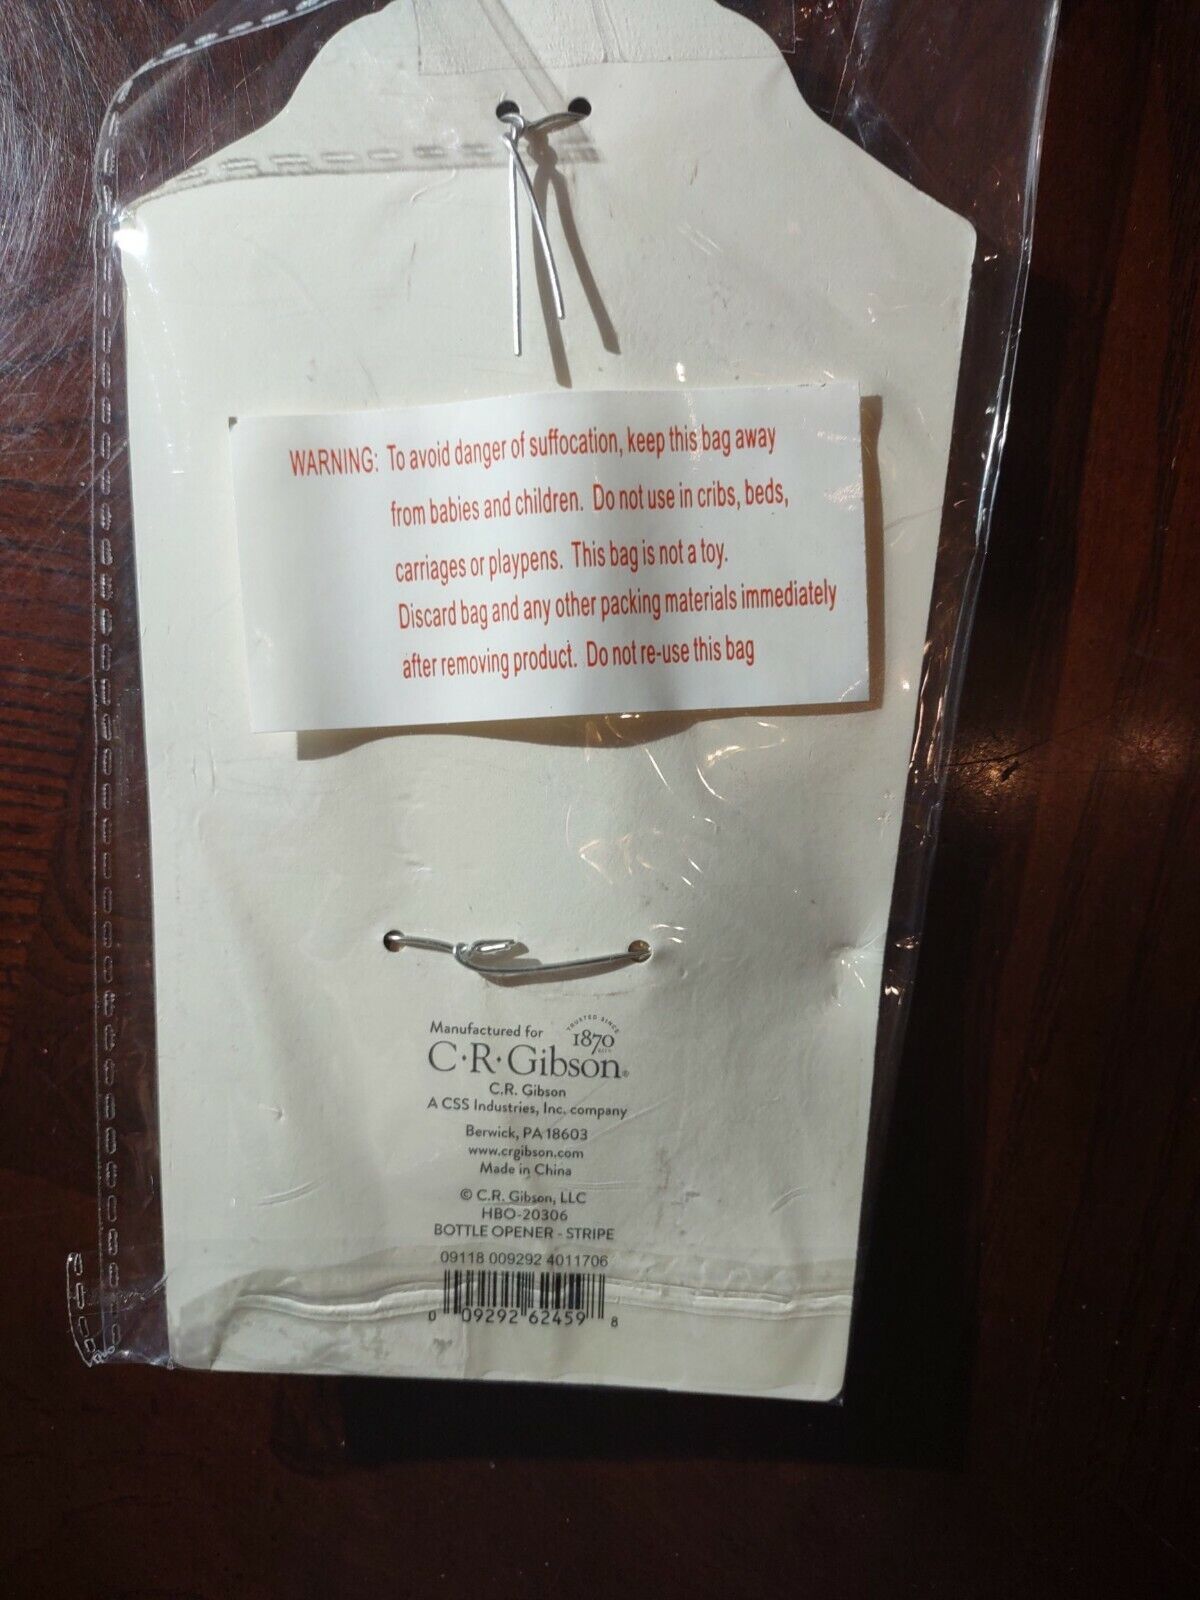 WARNING: To avoid danger of suffocation, keep this bag away
from babies and children. Do not use in cribs, beds,
carriages or playpens. This bag is not a toy.
Discard bag and any other packing materials immediately
after removing product. Do not re-use this bag
Manufactured for
TRUSTED SINCE
1870
C·R·Gibson®
C.R. Gibson
A CSS Industries, Inc. company
Berwick, PA 18603
www.crgibson.com
Made in China
© C.R. Gibson, LLC
HBO-20306
BOTTLE OPENER - STRIPE
09118 009292 4011706
0 09292 62459 8